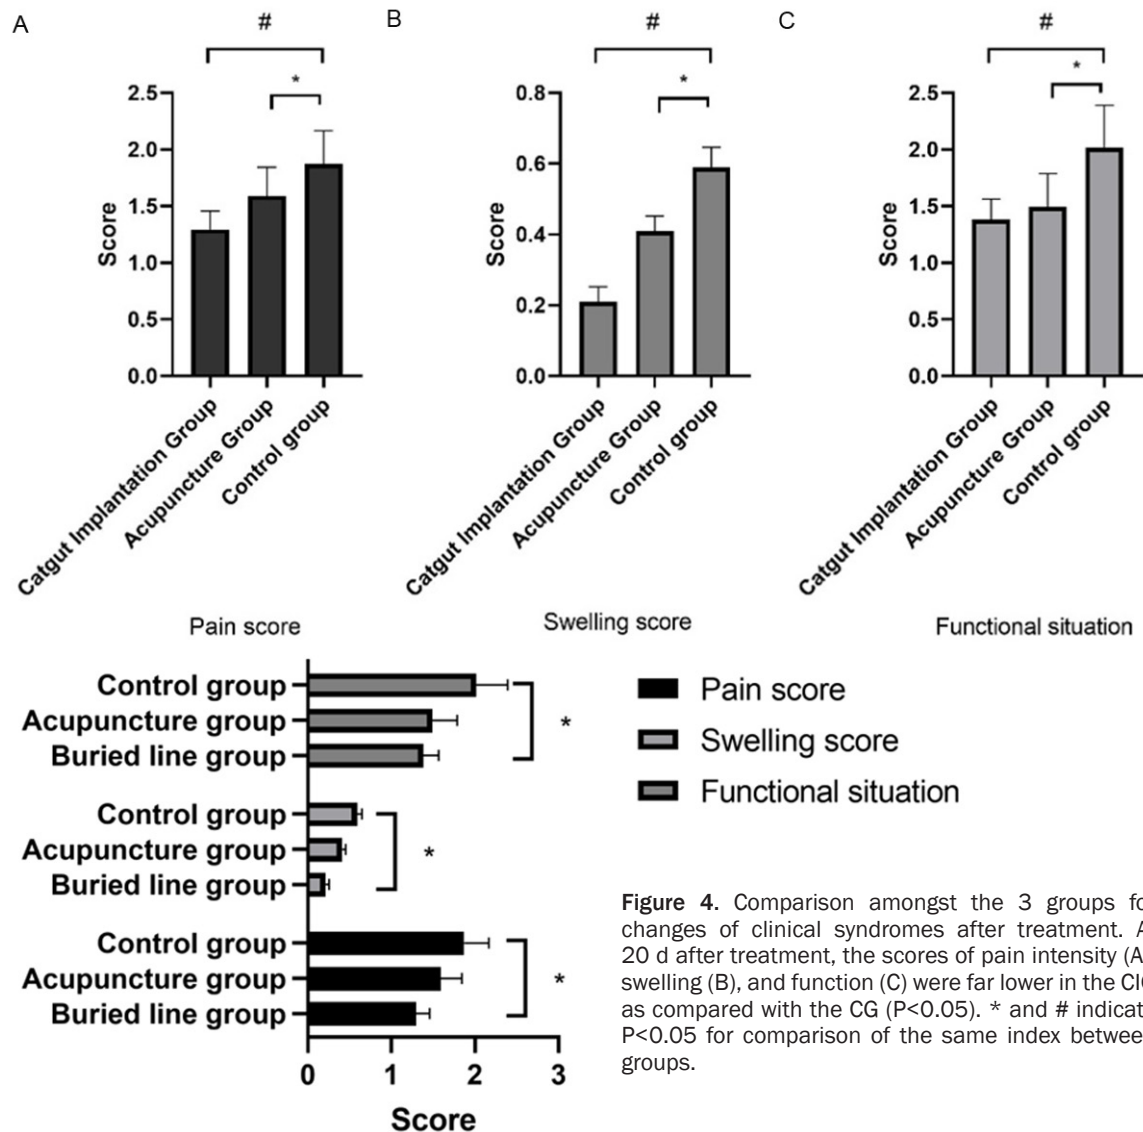 A
B
C
#
#
#
*
*
*
2.5
2.0
1.5
1.0
0.5
0.0
Score
Catgut Implantation Group
Acupuncture Group
Control group
Pain score
0.8
0.6
0.4
0.2
0.0
Score
Catgut Implantation Group
Acupuncture Group
Control group
Swelling score
2.5
2.0
1.5
1.0
0.5
0.0
Score
Catgut Implantation Group
Acupuncture Group
Control group
Functional situation
Control group
Acupuncture group
Buried line group
*
Control group
Acupuncture group
Buried line group
*
Control group
Acupuncture group
Buried line group
*
0 1 2 3
Score
Pain score
Swelling score
Functional situation
Figure 4. Comparison amongst the 3 groups fo
changes of clinical syndromes after treatment. A
20 d after treatment, the scores of pain intensity (A
swelling (B), and function (C) were far lower in the CI
as compared with the CG (P<0.05). * and # indicat
P<0.05 for comparison of the same index between
groups.